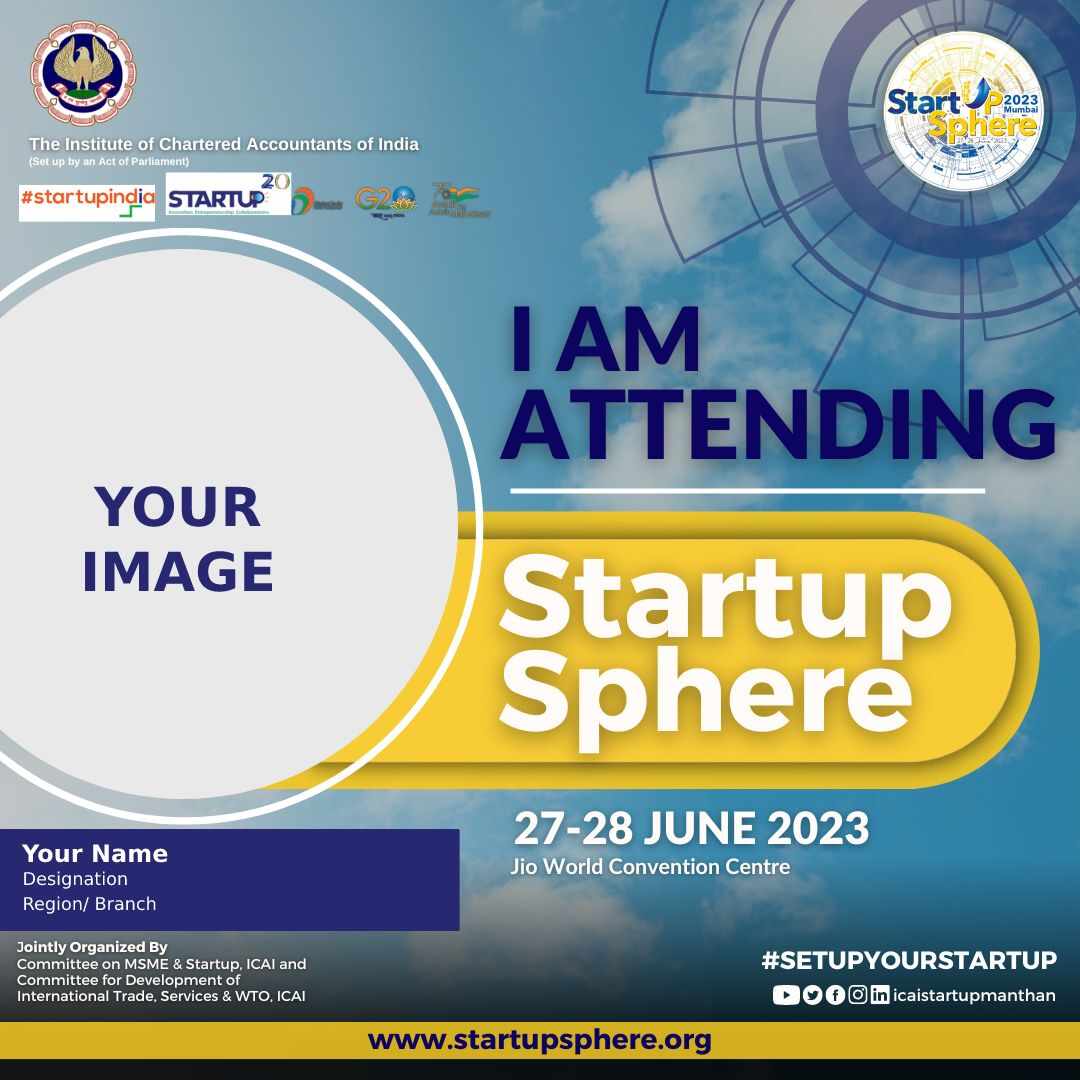 The Institute of Chartered Accountants of India
(Set up by an Act of Parliament)
#startupindia
STARTUP 20
G20
Start UP 2023
Mumbai
Sphere
YOUR
IMAGE
I AM
ATTENDING
Startup
Sphere
27-28 JUNE 2023
Jio World Convention Centre
Your Name
Designation
Region/ Branch
Jointly Organized By
Committee on MSME & Startup, ICAI and
Committee for Development of
International Trade, Services & WTO, ICAI
#SETUPYOURSTARTUP
icaistartupmanthan
www.startupsphere.org